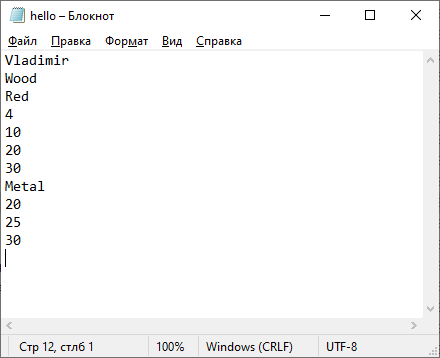 hello – Блокнот
Файл Правка Формат Вид Справка
Vladimir
Wood
Red
4
10
20
30
Metal
20
25
30
Стр 12, стлб 1 100% Windows (CRLF) UTF-8